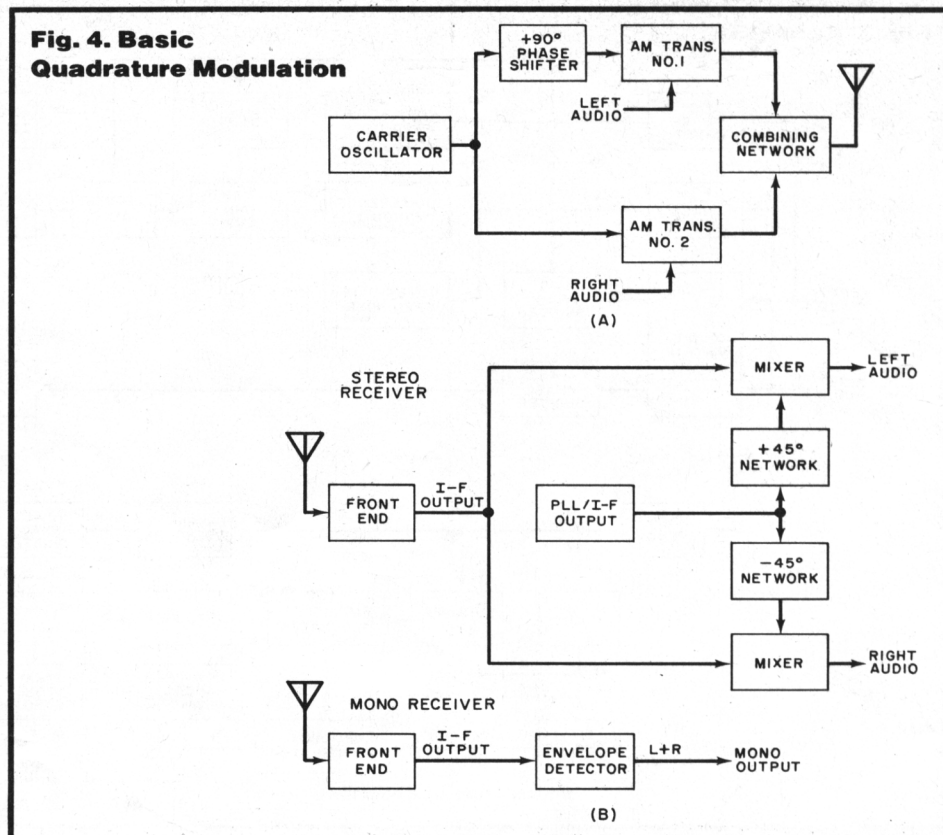 Fig. 4. Basic
Quadrature Modulation
+90°
PHASE
SHIFTER
AM TRANS.
NO.1
LEFT
AUDIO
CARRIER
OSCILLATOR
COMBINING
NETWORK
AM TRANS.
NO. 2
RIGHT
AUDIO
(A)
STEREO
RECEIVER
MIXER
LEFT
AUDIO
+45°
NETWORK
FRONT
END
I-F
OUTPUT
PLL/I-F
OUTPUT
-45°
NETWORK
MIXER
RIGHT
AUDIO
MONO RECEIVER
FRONT
END
I-F
OUTPUT
ENVELOPE
DETECTOR
L+R
MONO
OUTPUT
(B)